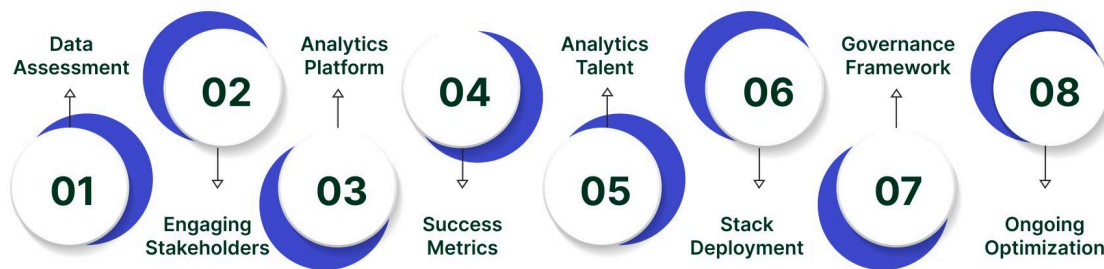 01
Data
Assessment
02
Engaging
Stakeholders
03
Analytics
Platform
04
Success
Metrics
05
Analytics
Talent
06
Stack
Deployment
07
Governance
Framework
08
Ongoing
Optimization